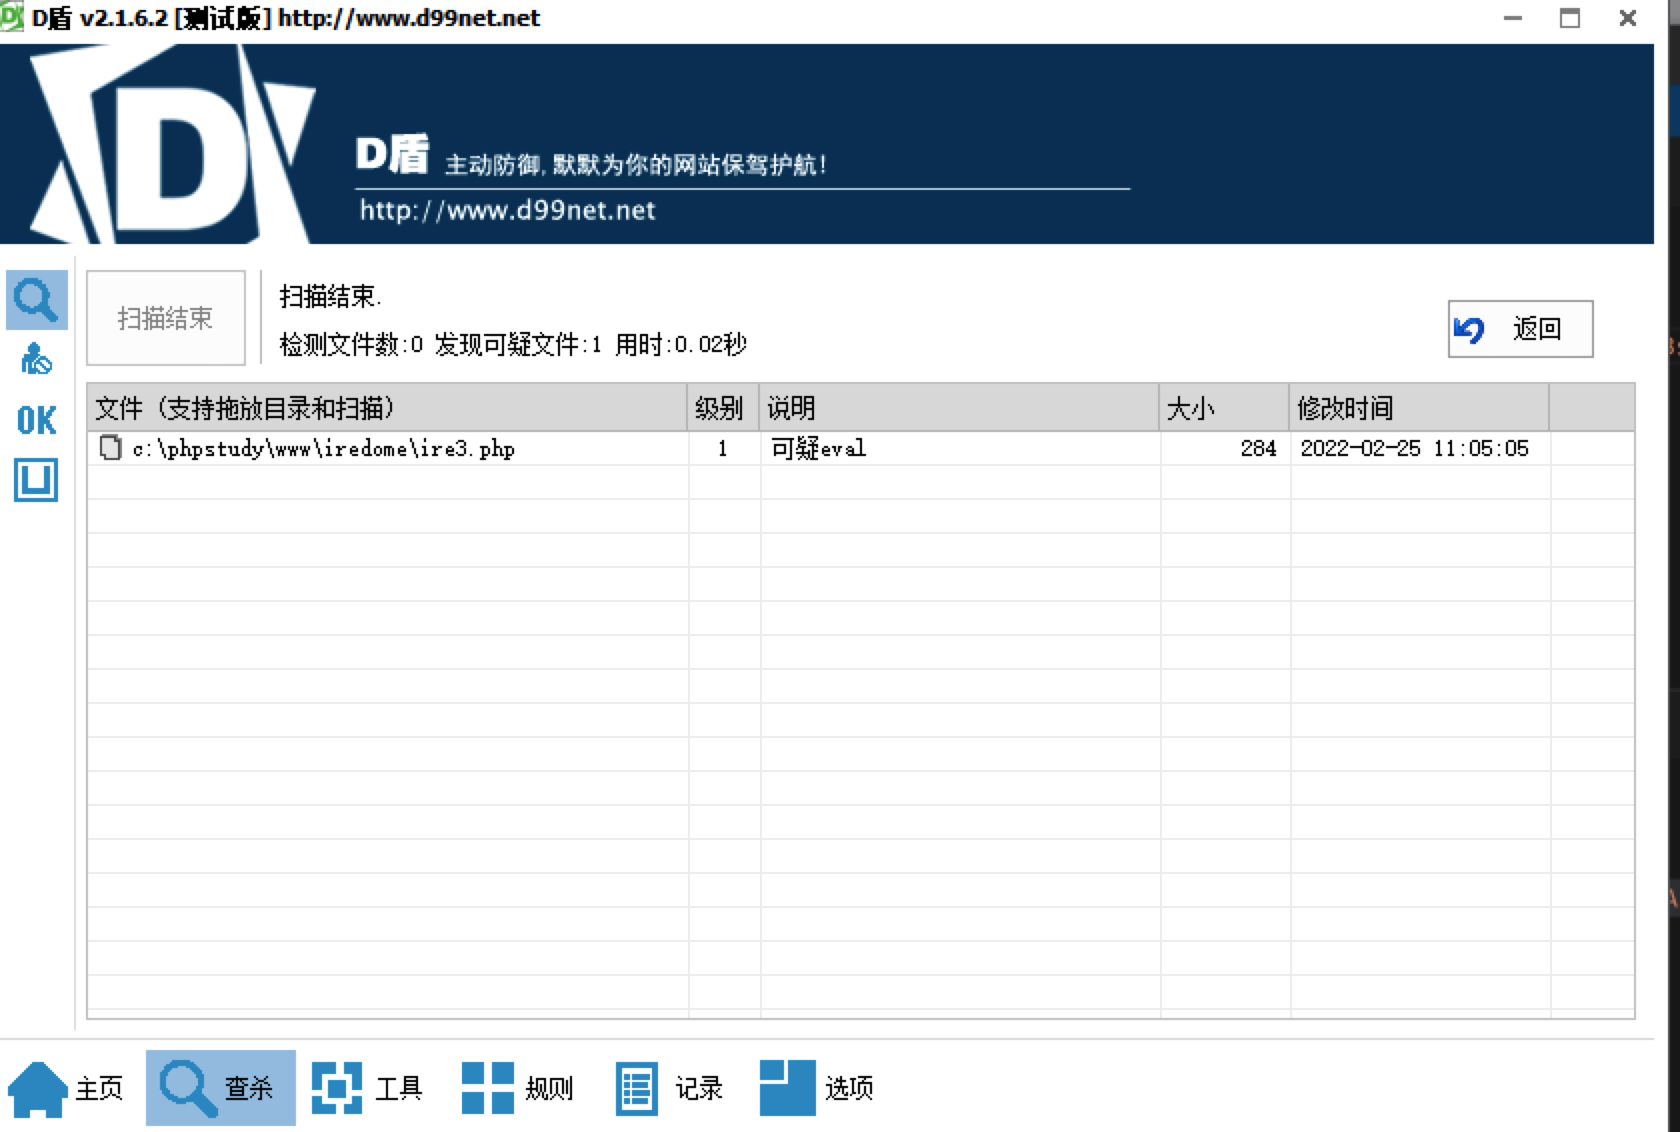 D盾 v2.1.6.2 [测试版] http://www.d99net.net
D盾 主动防御,默默为你的网站保驾护航!
http://www.d99net.net
扫描结束
扫描结束.
检测文件数:0 发现可疑文件:1 用时:0.02秒
返回
OK
文件 (支持拖放目录和扫描) 级别 说明 大小 修改时间
c:\phpstudy\www\iredome\ire3.php 1 可疑eval 284 2022-02-25 11:05:05
主页 查杀 工具 规则 记录 选项